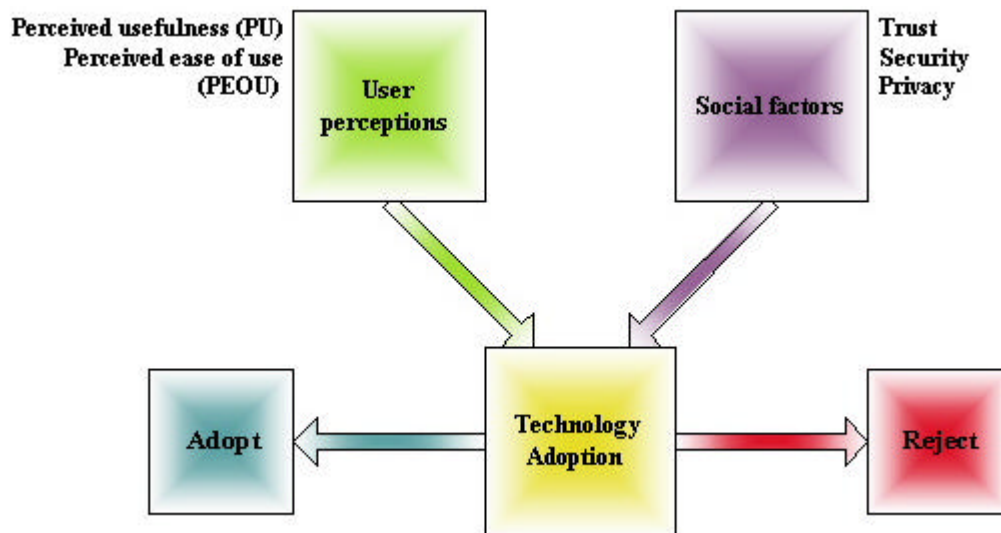 Perceived usefulness (PU)
Perceived ease of use
(PEOU)
User
perceptions
Social factors
Trust
Security
Privacy
Adopt
Technology
Adoption
Reject